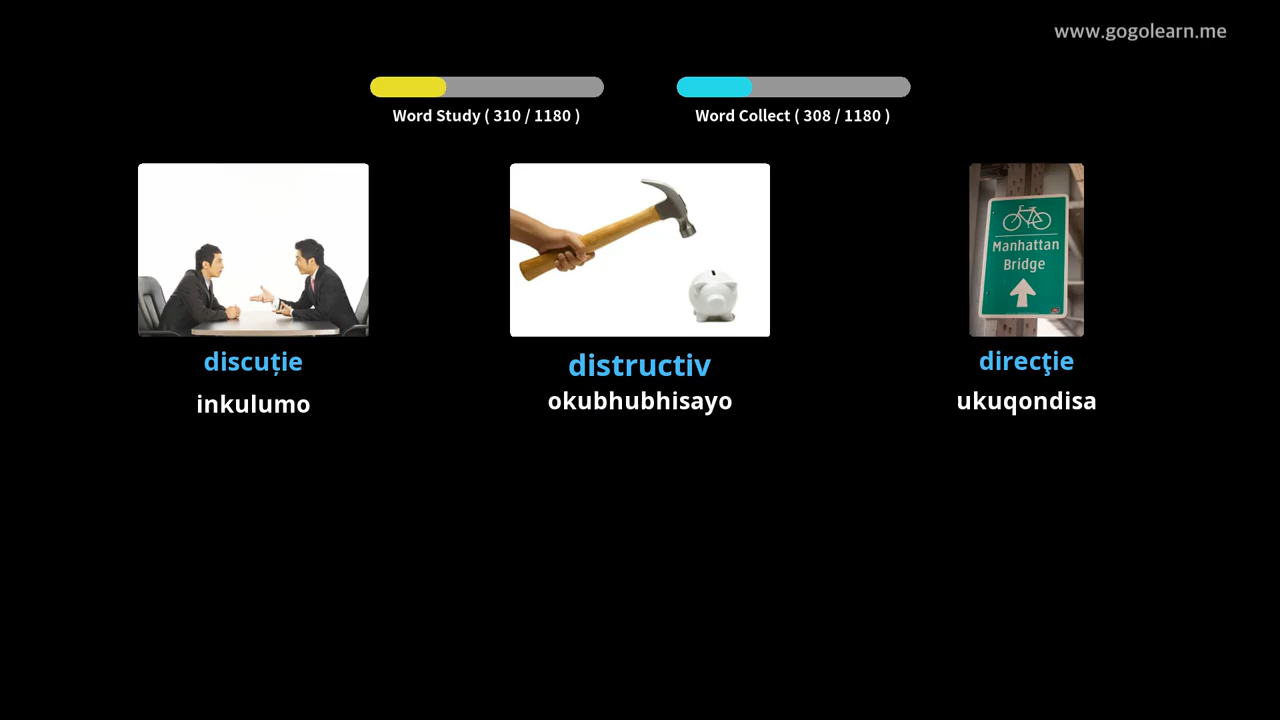 www.gogolearn.me
Word Study ( 310 / 1180 )
Word Collect ( 308 / 1180 )
Manhattan
Bridge
discuție
distructiv
direcţie
inkulumo
okubhubhisayo
ukuqondisa